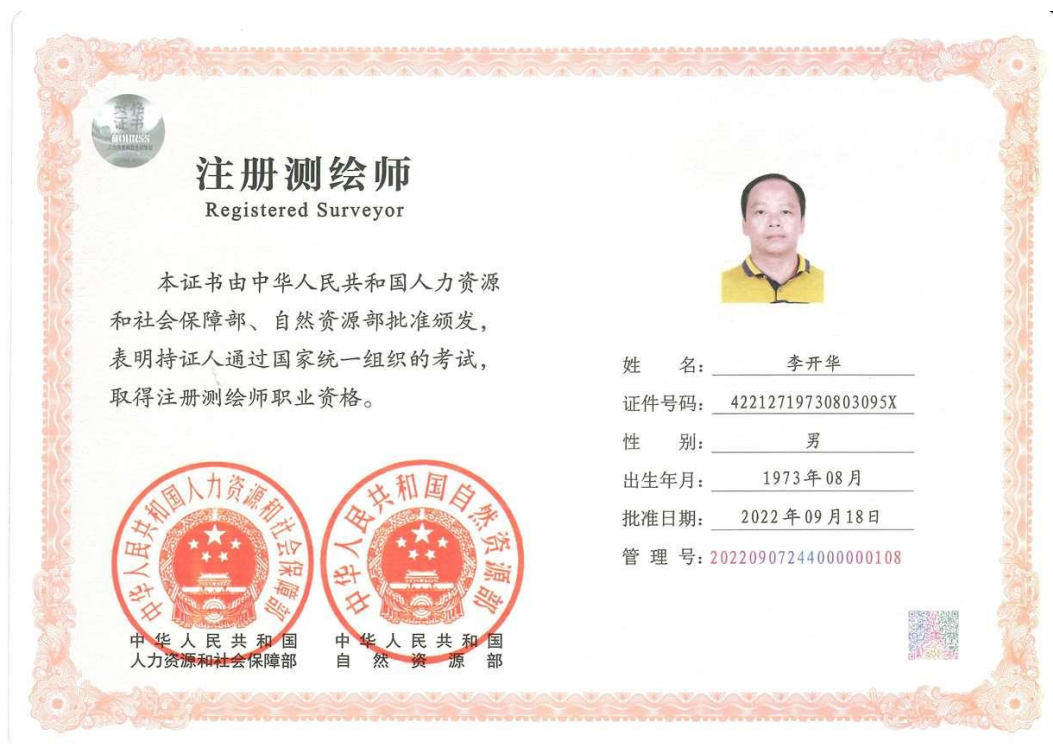 资格
证书
MOHRSS
注册测绘师
Registered Surveyor
本证书由中华人民共和国人力资源
和社会保障部、自然资源部批准颁发，
表明持证人通过国家统一组织的考试，
取得注册测绘师职业资格。
中华人民共和国人力资源和社会保障部
中华人民共和国
人力资源和社会保障部
中华人民共和国自然资源部
中华人民共和国
自然资源部
姓 名：李开华
证件号码：42212719730803095X
性 别：男
出生年月：1973年08月
批准日期：2022年09月18日
管 理 号：20220907244000000108